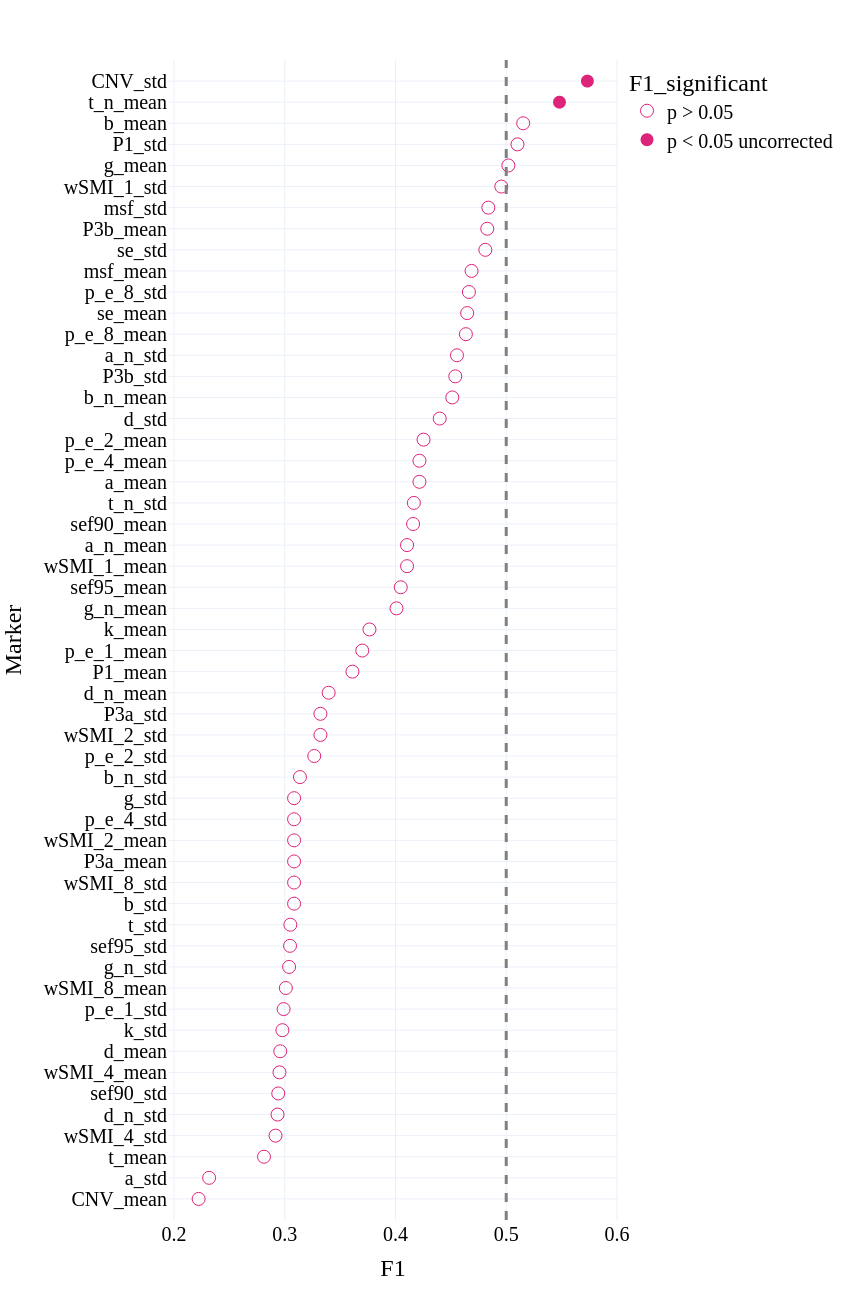 CNV_std
t_n_mean
b_mean
P1_std
g_mean
wSMI_1_std
msf_std
P3b_mean
se_std
msf_mean
p_e_8_std
se_mean
p_e_8_mean
a_n_std
P3b_std
b_n_mean
d_std
p_e_2_mean
p_e_4_mean
a_mean
t_n_std
sef90_mean
a_n_mean
wSMI_1_mean
sef95_mean
g_n_mean
k_mean
p_e_1_mean
P1_mean
d_n_mean
P3a_std
wSMI_2_std
p_e_2_std
b_n_std
g_std
p_e_4_std
wSMI_2_mean
P3a_mean
wSMI_8_std
b_std
t_std
sef95_std
g_n_std
wSMI_8_mean
p_e_1_std
k_std
d_mean
wSMI_4_mean
sef90_std
d_n_std
wSMI_4_std
t_mean
a_std
CNV_mean
Marker
0.2 0.3 0.4 0.5 0.6
F1
F1_significant
p > 0.05
p < 0.05 uncorrected